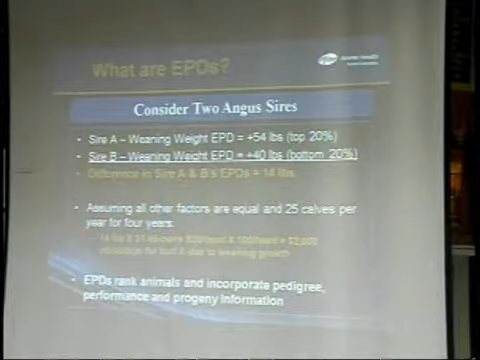 What are EPDs?
Consider Two Angus Sires
• Sire A – Weaning Weight EPD = +54 lbs (top 20%)
• Sire B – Weaning Weight EPD = +40 lbs (bottom 20%)
• Difference in Sire A & B's EPDs = 14 lbs
• Assuming all other factors are equal and 25 calves per
year for four years:
• EPDs rank animals and incorporate pedigree,
performance and progeny information